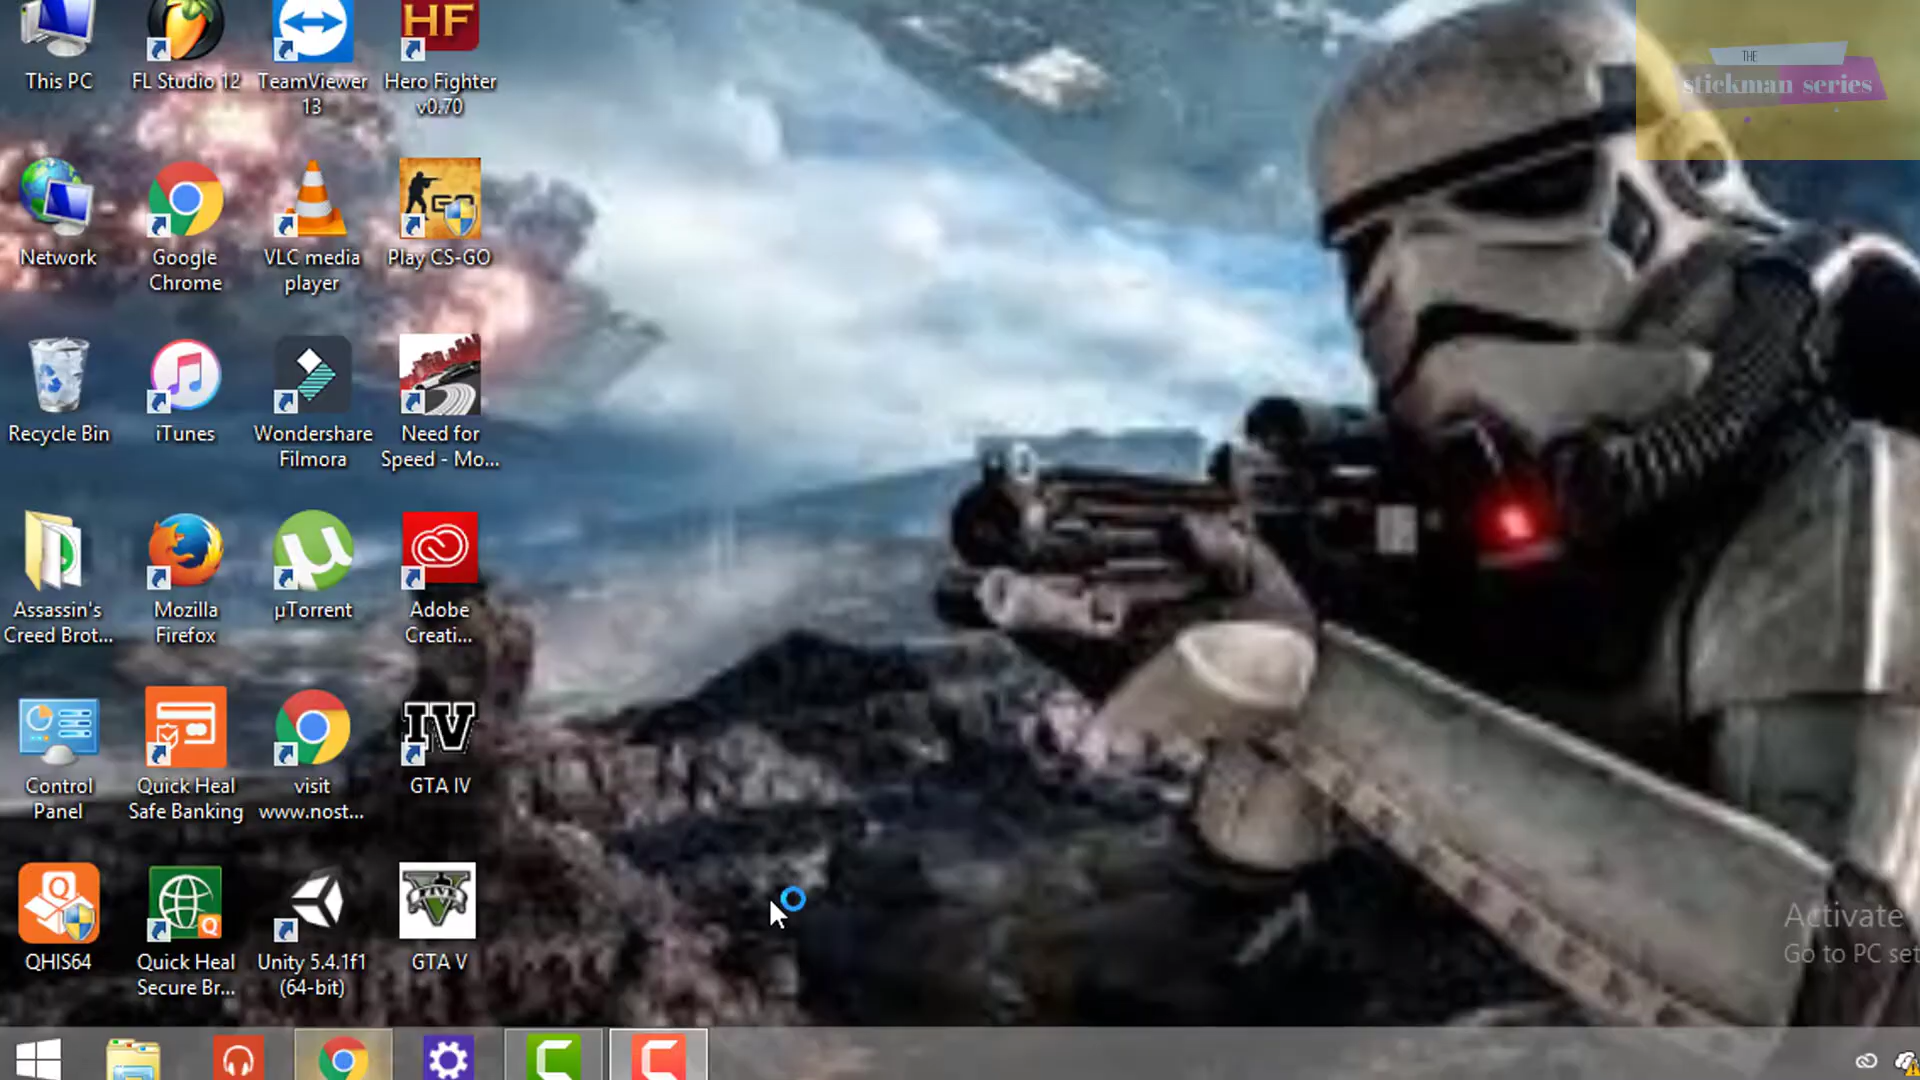 This PC
FL Studio 12
TeamViewer
13
HF
Hero Fighter
v0.70
THE
stickman series
Network
Google
Chrome
VLC media
player
GO
Play CS-GO
Recycle Bin
iTunes
Wondershare
Filmora
Need for
Speed - Mo...
Assassin's
Creed Brot...
Mozilla
Firefox
µ
µTorrent
Adobe
Creati...
Control
Panel
Quick Heal
Safe Banking
visit
www.nost...
IV
GTA IV
Q
QHIS64
Q
Quick Heal
Secure Br...
Unity 5.4.1f1
(64-bit)
FIVE
GTA V
Activate
Go to PC set